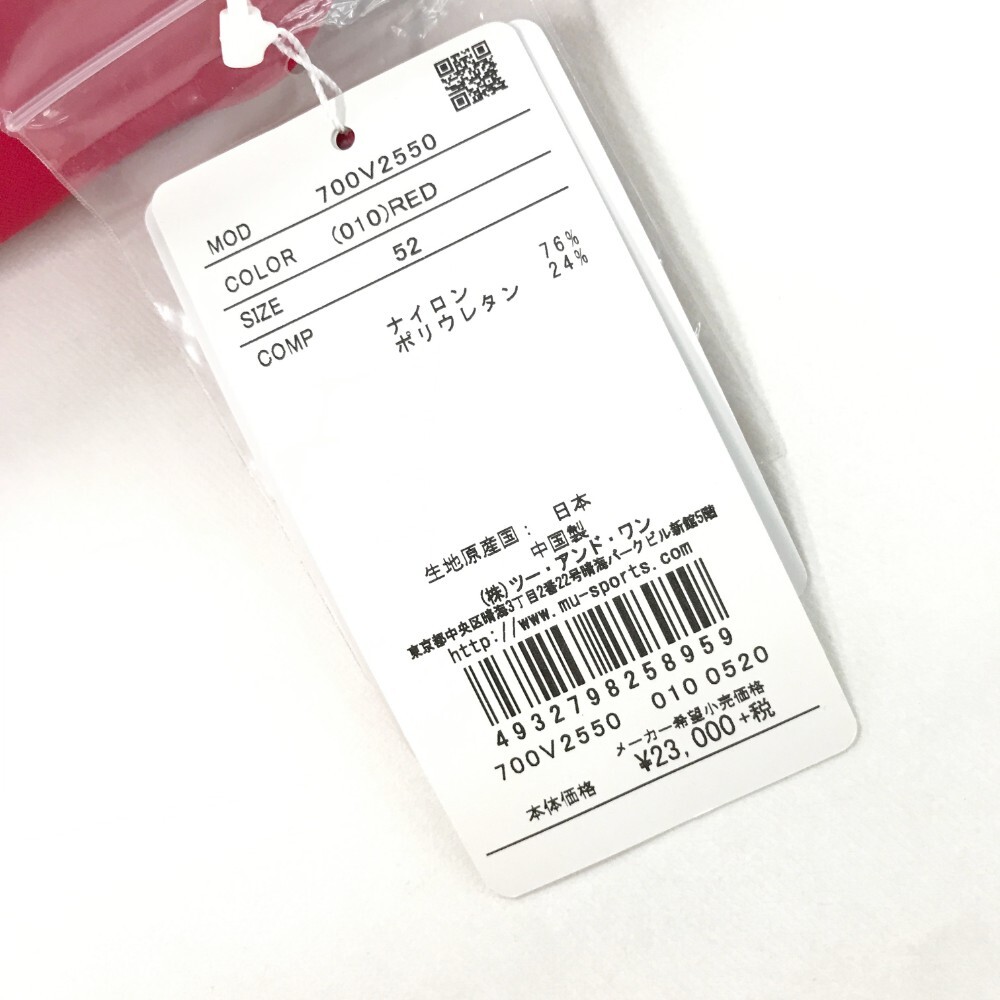 MOD 700V2550
COLOR (010)RED
SIZE 52
COMP ナイロン 76%
ポリウレタン 24%
生地原産国： 日本
中国製
(株)ツー・アンド・ワン
東京都中央区晴海3丁目2番22号晴海パークビル新館5階
http://www.mu-sports.com
4932798258959
700V2550 010 0520
メーカー希望小売価格
本体価格 ¥23,000+税